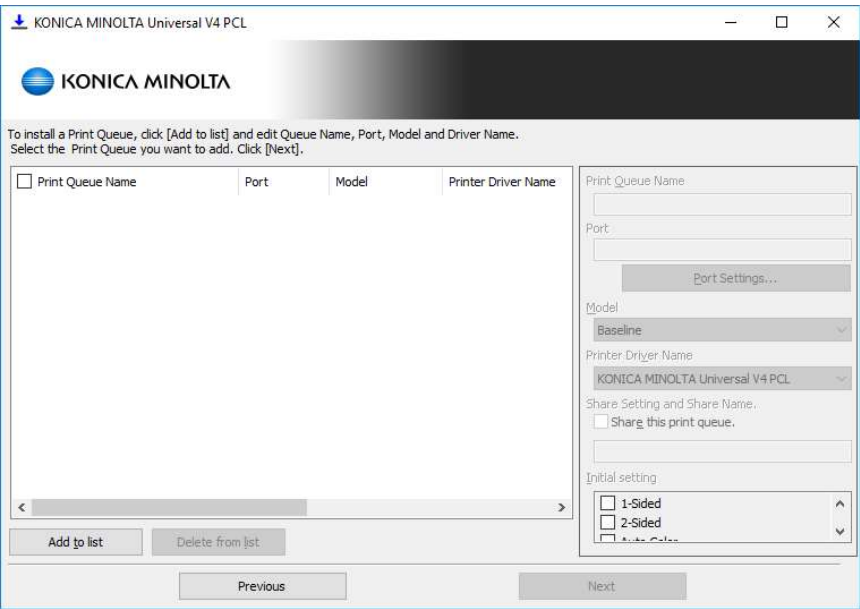 KONICA MINOLTA Universal V4 PCL
KONICA MINOLTA
To install a Print Queue, click [Add to list] and edit Queue Name, Port, Model and Driver Name.
Select the Print Queue you want to add. Click [Next].
Print Queue Name Port Model Printer Driver Name
Print Queue Name
Port
Port Settings...
Model
Baseline
Printer Driver Name
KONICA MINOLTA Universal V4 PCL
Share Setting and Share Name.
Share this print queue.
Initial setting
1-Sided
2-Sided
Auto Color
Add to list Delete from list
Previous Next